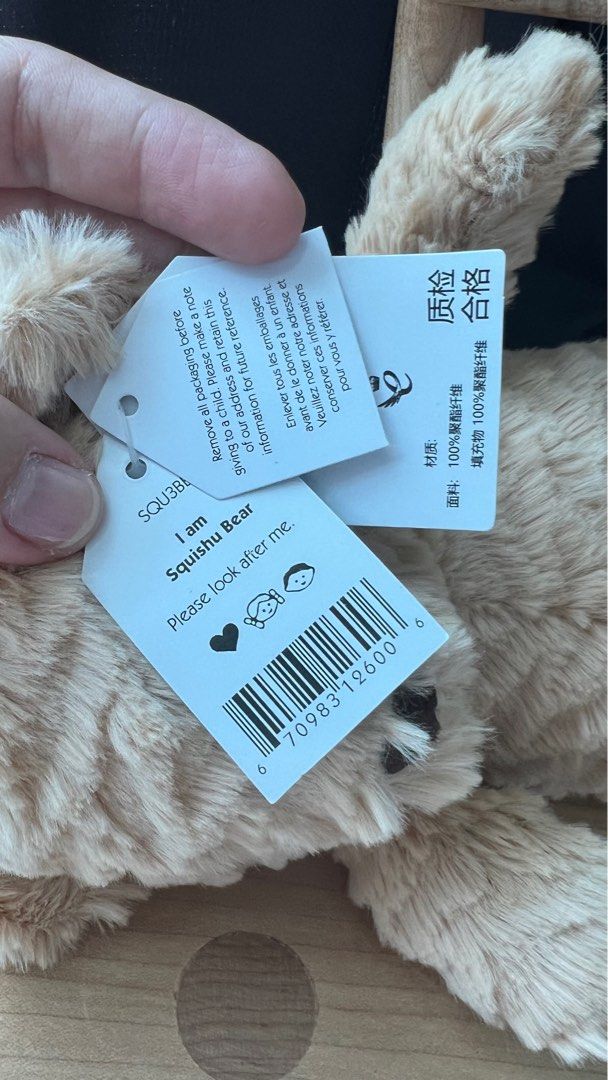 Remove all packaging before
giving to a child. Please make a note
of our address and retain this
information for future reference.
Enlever tous les emballages
avant de le donner à un enfant.
Veuillez noter notre adresse et
conserver ces informations
pour vous y référer.
质检
合格
材质:
面料: 100%聚酯纤维
填充物 100%聚酯纤维
SQU3B
I am
Squishu Bear
Please look after me.
6 70983 12600 6